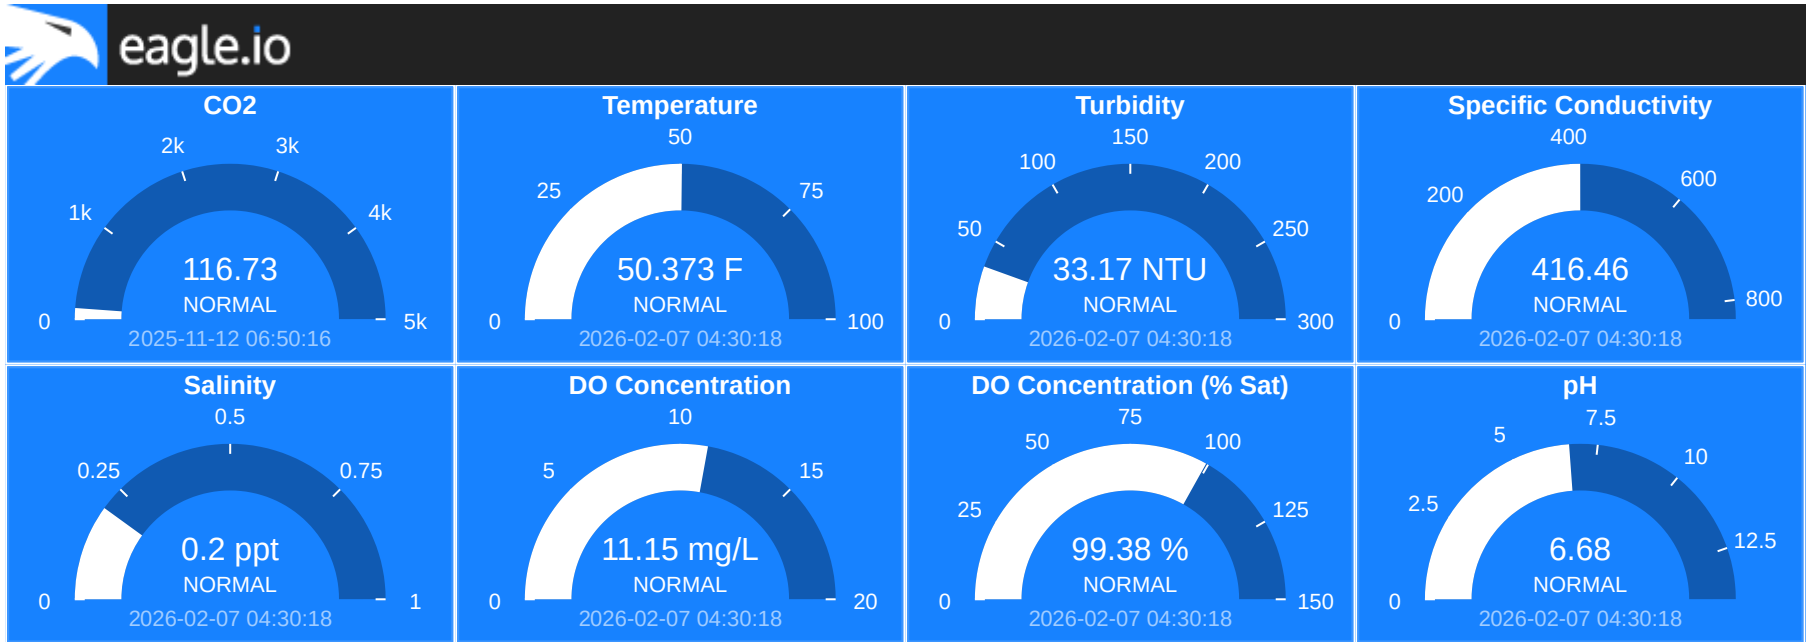 eagle.io
CO2
0
1k
2k
3k
4k
5k
116.73
NORMAL
2025-11-12 06:50:16
Temperature
0
25
50
75
100
50.373 F
NORMAL
2026-02-07 04:30:18
Turbidity
0
50
100
150
200
250
300
33.17 NTU
NORMAL
2026-02-07 04:30:18
Specific Conductivity
0
200
400
600
800
416.46
NORMAL
2026-02-07 04:30:18
Salinity
0
0.25
0.5
0.75
1
0.2 ppt
NORMAL
2026-02-07 04:30:18
DO Concentration
0
5
10
15
20
11.15 mg/L
NORMAL
2026-02-07 04:30:18
DO Concentration (% Sat)
0
25
50
75
100
125
150
99.38 %
NORMAL
2026-02-07 04:30:18
pH
0
2.5
5
7.5
10
12.5
6.68
NORMAL
2026-02-07 04:30:18